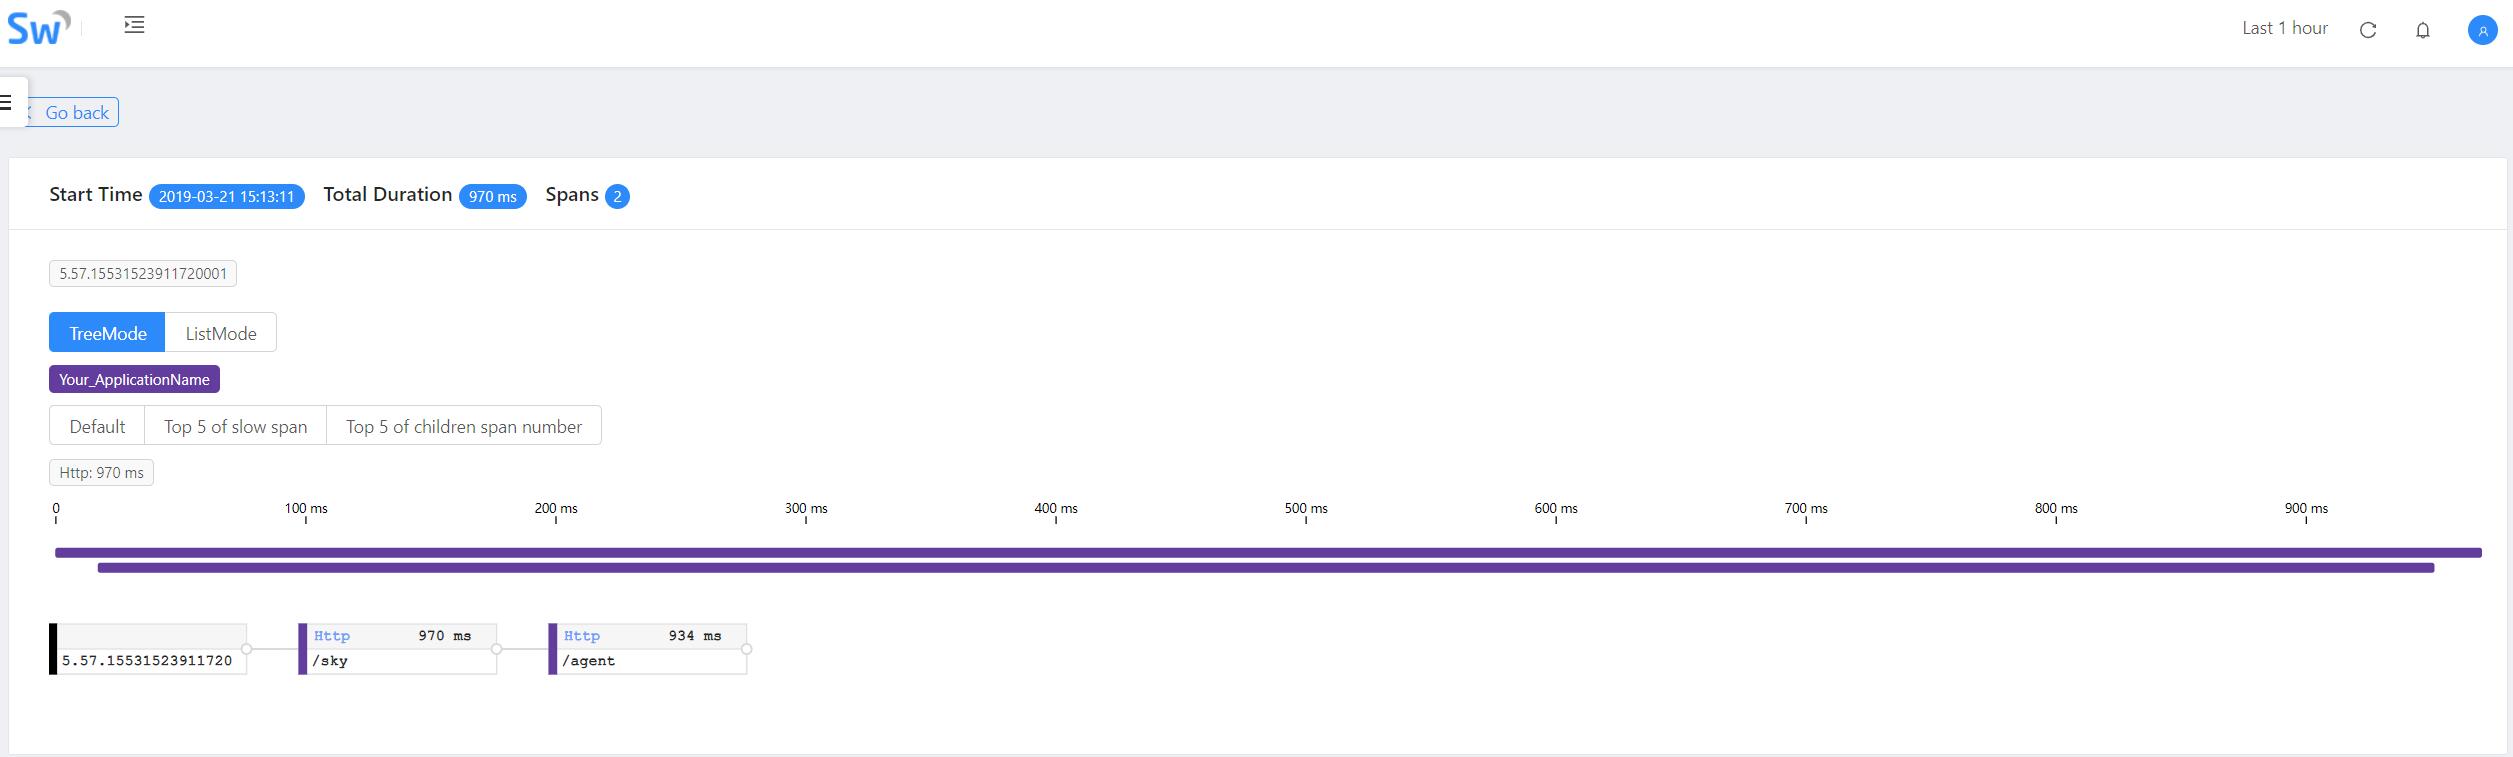 Sw
Last 1 hour
Go back
Start Time 2019-03-21 15:13:11 Total Duration 970 ms Spans 2
5.57.15531523911720001
TreeMode ListMode
Your_ApplicationName
Default Top 5 of slow span Top 5 of children span number
Http: 970 ms
0 100 ms 200 ms 300 ms 400 ms 500 ms 600 ms 700 ms 800 ms 900 ms
Http 970 ms Http 934 ms
5.57.15531523911720 /sky /agent